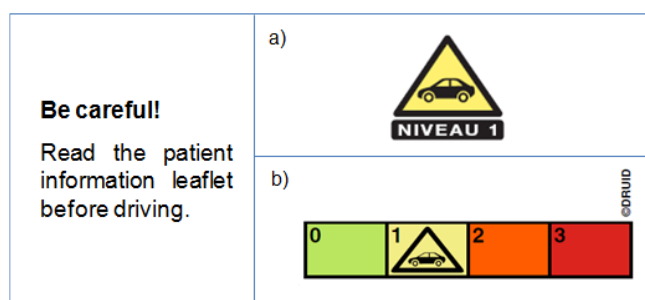 Be careful!
Read the patient
information leaflet
before driving.
a)
NIVEAU 1
b)
©DRUID
0 1 2 3